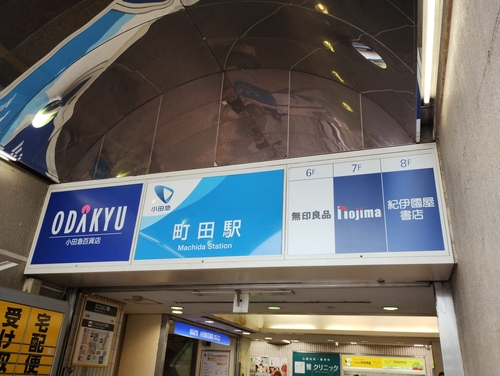 ODAKYU
小田急百貨店
小田急
町田駅
Machida Station
6F
無印良品
7F
nojima
8F
紀伊國屋
書店
宅配便
受け取
クリニック